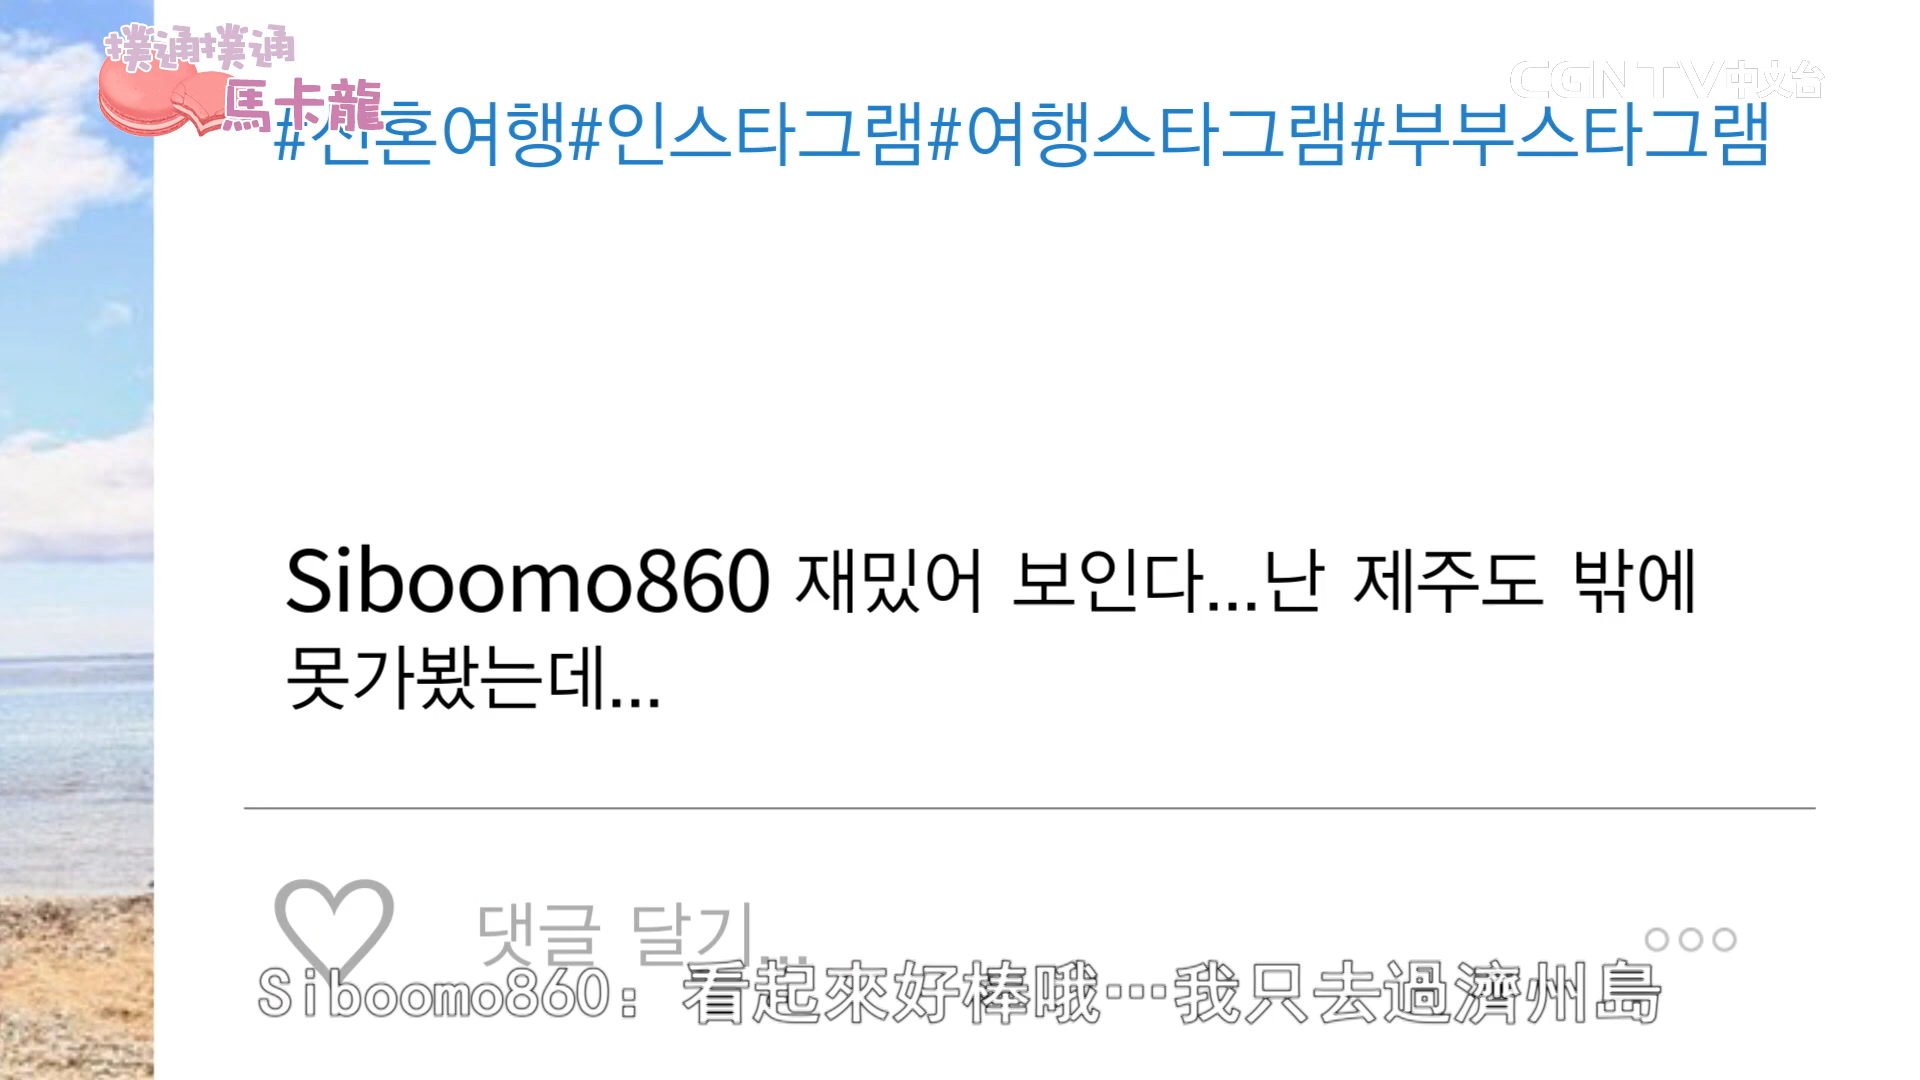 撲通撲通
馬卡龍
CGNTV中文台
#신혼여행#인스타그램#여행스타그램#부부스타그램
Siboomo860 재밌어 보인다...난 제주도 밖에
못가봤는데...
댓글 달기...
Siboomo860：看起來好棒哦…我只去過濟州島